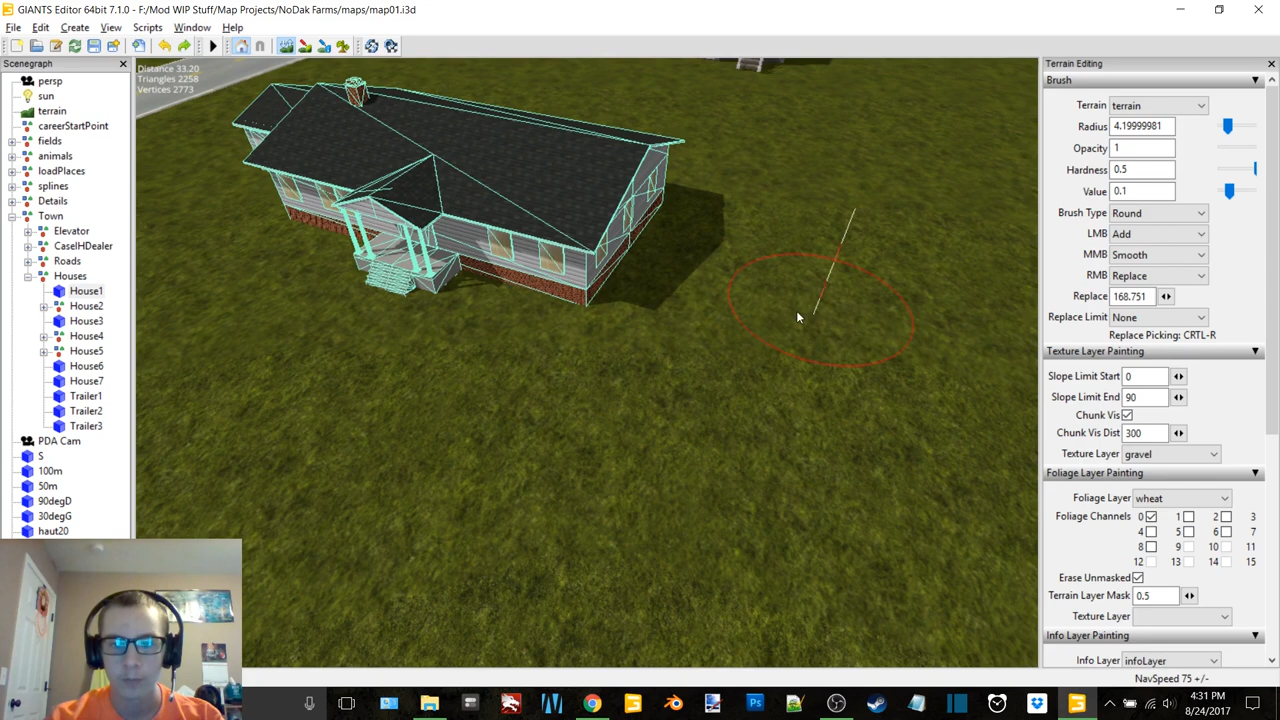 GIANTS Editor 64bit 7.1.0 - F:/Mod WIP Stuff/Map Projects/NoDak Farms/maps/map01.i3d
File Edit Create View Scripts Window Help
Scenegraph
persp
sun
terrain
careerStartPoint
fields
animals
loadPlaces
splines
Details
Town
Elevator
CaseIHDealer
Roads
Houses
House1
House2
House3
House4
House5
House6
House7
Trailer1
Trailer2
Trailer3
PDA Cam
S
100m
50m
90degD
30degG
haut20
Distance 33.20
Triangles 2258
Vertices 2773
Terrain Editing
Brush
Terrain terrain
Radius 4.19999981
Opacity 1
Hardness 0.5
Value 0.1
Brush Type Round
LMB Add
MMB Smooth
RMB Replace
Replace 168.751
Replace Limit None
Replace Picking: CRTL-R
Texture Layer Painting
Slope Limit Start 0
Slope Limit End 90
Chunk Vis
Chunk Vis Dist 300
Texture Layer gravel
Foliage Layer Painting
Foliage Layer wheat
Foliage Channels 0 1 2 3
4 5 6 7
8 9 10 11
12 13 14 15
Erase Unmasked
Terrain Layer Mask 0.5
Texture Layer
Info Layer Painting
Info Layer infoLayer
NavSpeed 75 +/-
4:31 PM
8/24/2017